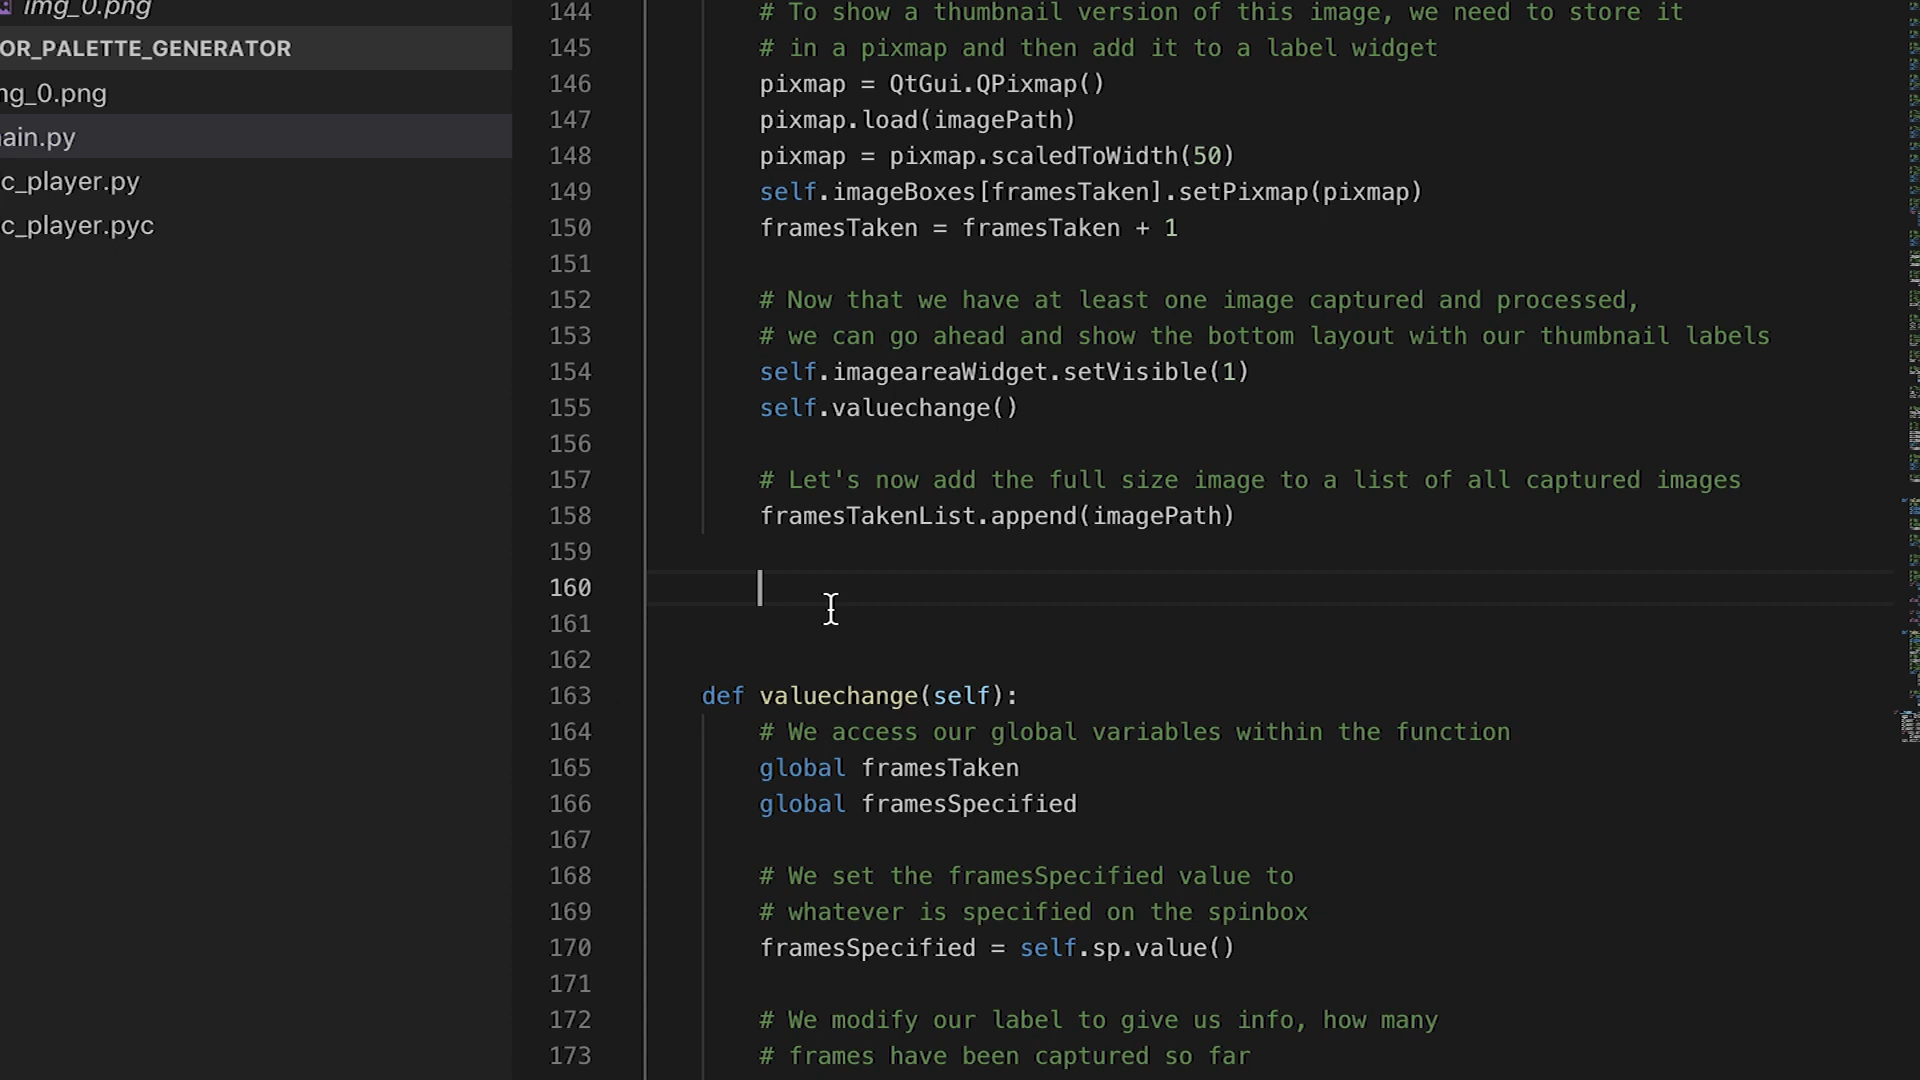 img_0.png
OR_PALETTE_GENERATOR
ng_0.png
ain.py
c_player.py
c_player.pyc
144 # To show a thumbnail version of this image, we need to store it
145 # in a pixmap and then add it to a label widget
146 pixmap = QtGui.QPixmap()
147 pixmap.load(imagePath)
148 pixmap = pixmap.scaledToWidth(50)
149 self.imageBoxes[framesTaken].setPixmap(pixmap)
150 framesTaken = framesTaken + 1
151
152 # Now that we have at least one image captured and processed,
153 # we can go ahead and show the bottom layout with our thumbnail labels
154 self.imageareaWidget.setVisible(1)
155 self.valuechange()
156
157 # Let's now add the full size image to a list of all captured images
158 framesTakenList.append(imagePath)
159
160
161
162
163 def valuechange(self):
164 # We access our global variables within the function
165 global framesTaken
166 global framesSpecified
167
168 # We set the framesSpecified value to
169 # whatever is specified on the spinbox
170 framesSpecified = self.sp.value()
171
172 # We modify our label to give us info, how many
173 # frames have been captured so far